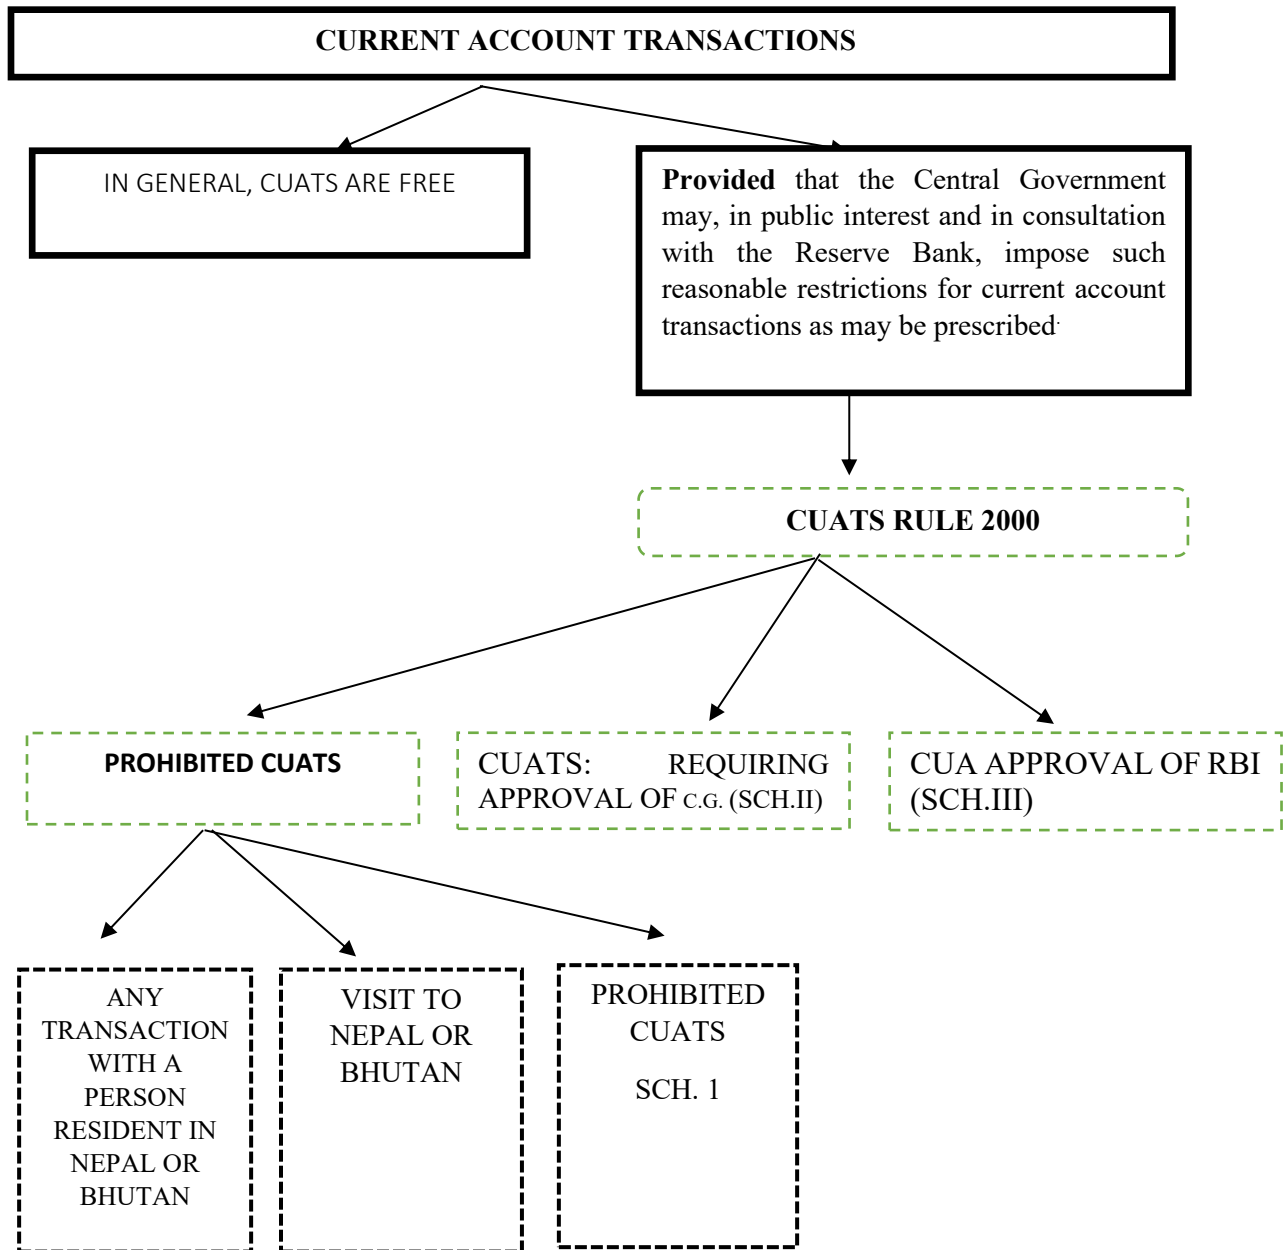 CURRENT ACCOUNT TRANSACTIONS
IN GENERAL, CUATS ARE FREE
Provided that the Central Government
may, in public interest and in consultation
with the Reserve Bank, impose such
reasonable restrictions for current account
transactions as may be prescribed.
CUATS RULE 2000
PROHIBITED CUATS
CUATS: REQUIRING
APPROVAL OF C.G. (SCH.II)
CUA APPROVAL OF RBI
(SCH.III)
ANY
TRANSACTION
WITH A
PERSON
RESIDENT IN
NEPAL OR
BHUTAN
VISIT TO
NEPAL OR
BHUTAN
PROHIBITED
CUATS
SCH. 1